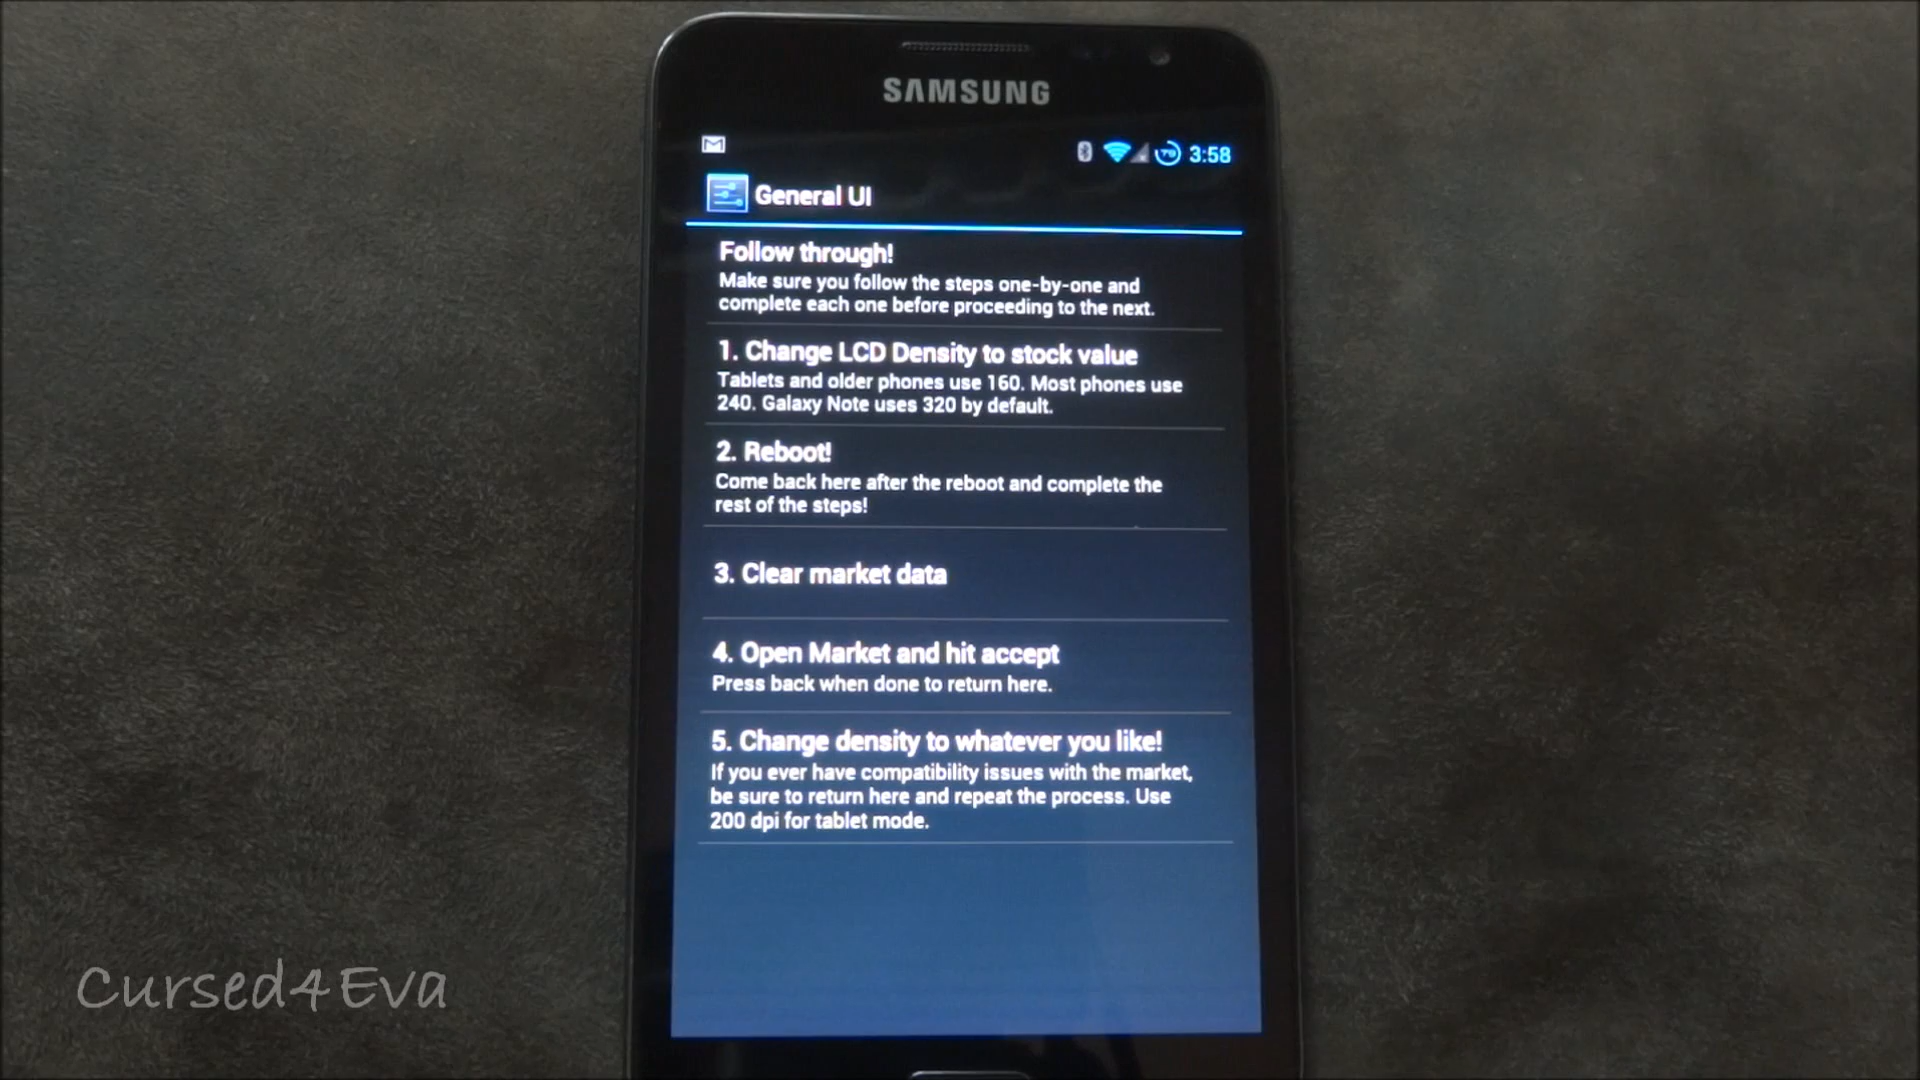 SAMSUNG
79 3:58
General UI
Follow through!
Make sure you follow the steps one-by-one and
complete each one before proceeding to the next.
1. Change LCD Density to stock value
Tablets and older phones use 160. Most phones use
240. Galaxy Note uses 320 by default.
2. Reboot!
Come back here after the reboot and complete the
rest of the steps!
3. Clear market data
4. Open Market and hit accept
Press back when done to return here.
5. Change density to whatever you like!
If you ever have compatibility issues with the market,
be sure to return here and repeat the process. Use
200 dpi for tablet mode.
Cursed4Eva